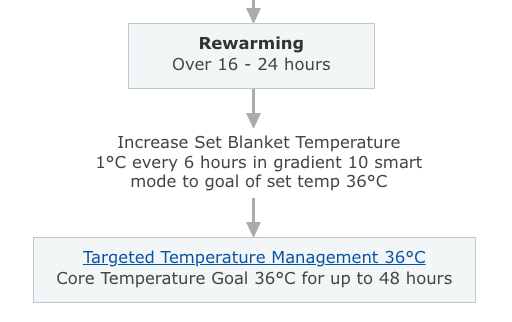 Rewarming
Over 16 - 24 hours
Increase Set Blanket Temperature
1°C every 6 hours in gradient 10 smart
mode to goal of set temp 36°C
Targeted Temperature Management 36°C
Core Temperature Goal 36°C for up to 48 hours